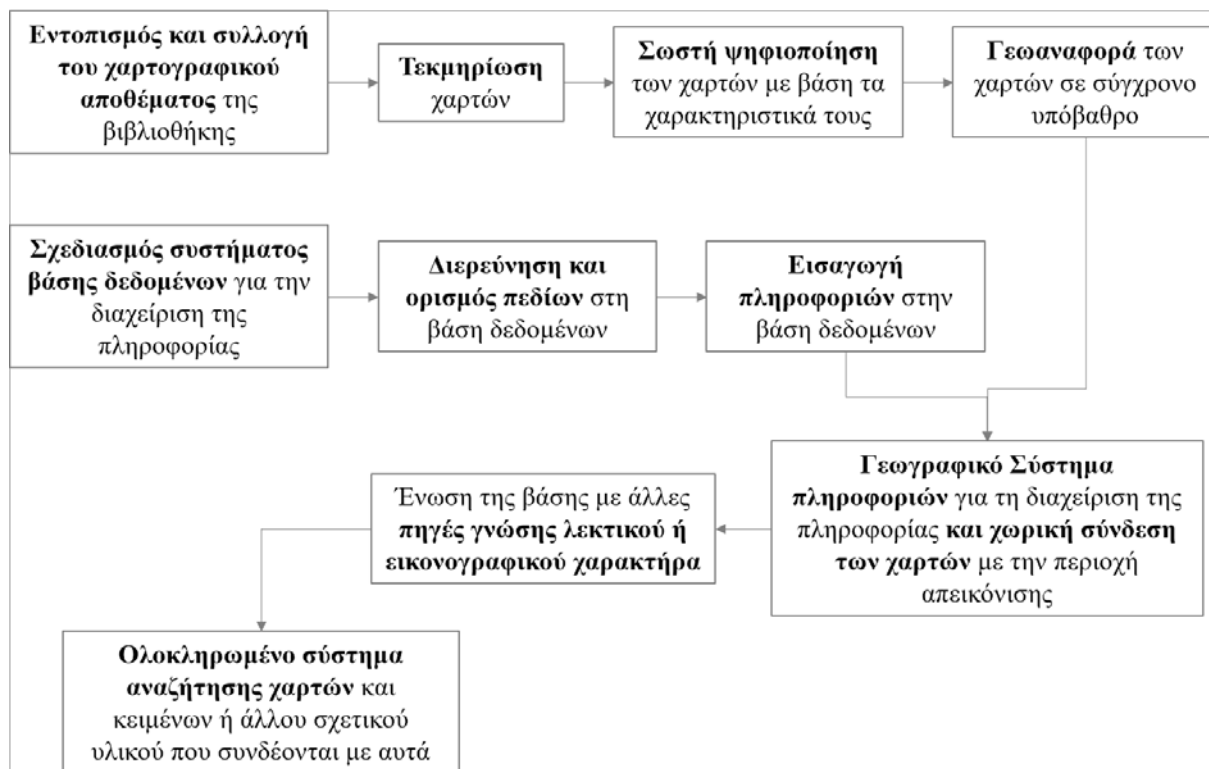 Εντοπισμός και συλλογή
του χαρτογραφικού
αποθέματος της
βιβλιοθήκης
Τεκμηρίωση
χαρτών
Σωστή ψηφιοποίηση
των χαρτών με βάση τα
χαρακτηριστικά τους
Γεωαναφορά των
χαρτών σε σύγχρονο
υπόβαθρο
Σχεδιασμός συστήματος
βάσης δεδομένων για την
διαχείριση της
πληροφορίας
Διερεύνηση και
ορισμός πεδίων στη
βάση δεδομένων
Εισαγωγή
πληροφοριών στην
βάση δεδομένων
Γεωγραφικό Σύστημα
πληροφοριών για τη διαχείριση της
πληροφορίας και χωρική σύνδεση
των χαρτών με την περιοχή
απεικόνισης
Ένωση της βάσης με άλλες
πηγές γνώσης λεκτικού ή
εικονογραφικού χαρακτήρα
Ολοκληρωμένο σύστημα
αναζήτησης χαρτών και
κειμένων ή άλλου σχετικού
υλικού που συνδέονται με αυτά